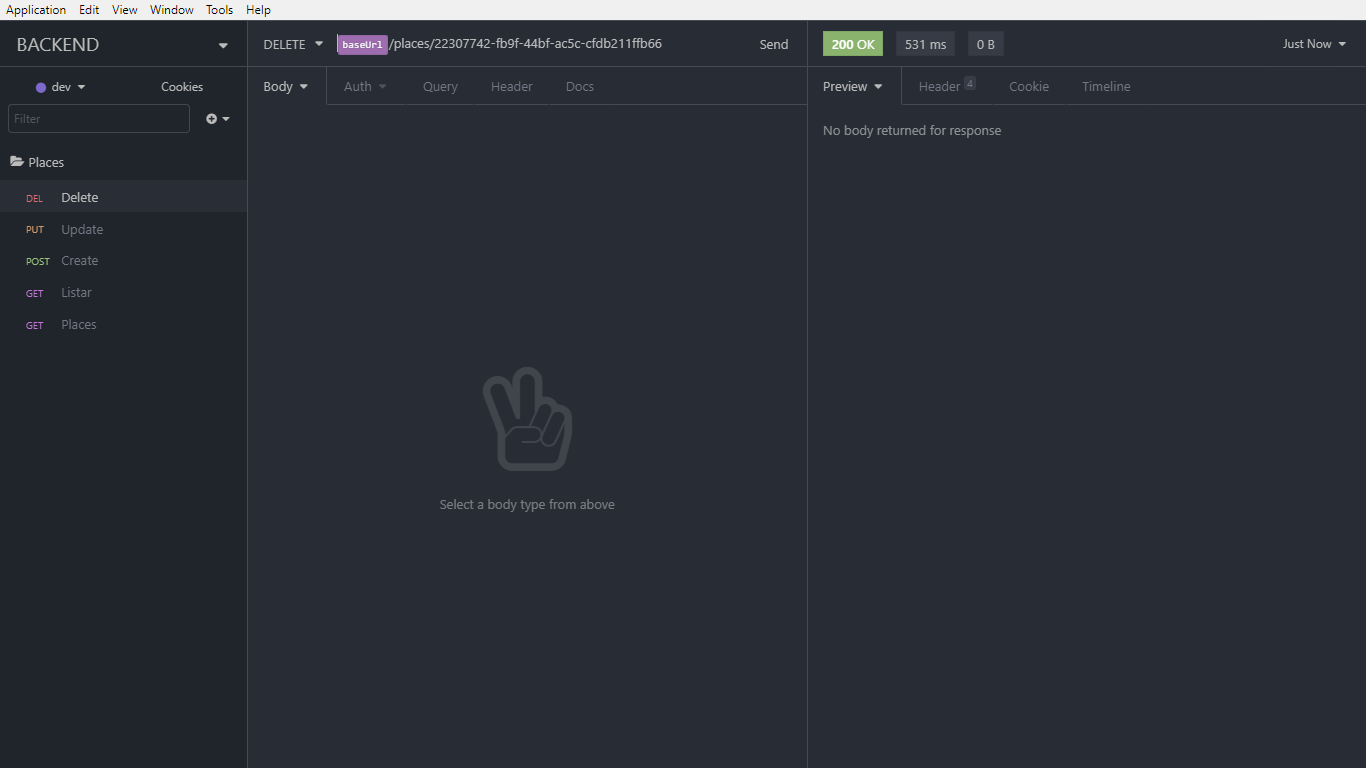 Application Edit View Window Tools Help
BACKEND
DELETE baseUrl/places/22307742-fb9f-44bf-ac5c-cfdb211ffb66 Send
200 OK 531 ms 0 B Just Now
dev Cookies
Body Auth Query Header Docs
Preview Header 4 Cookie Timeline
Filter
No body returned for response
Places
DEL Delete
PUT Update
POST Create
GET Listar
GET Places
Select a body type from above